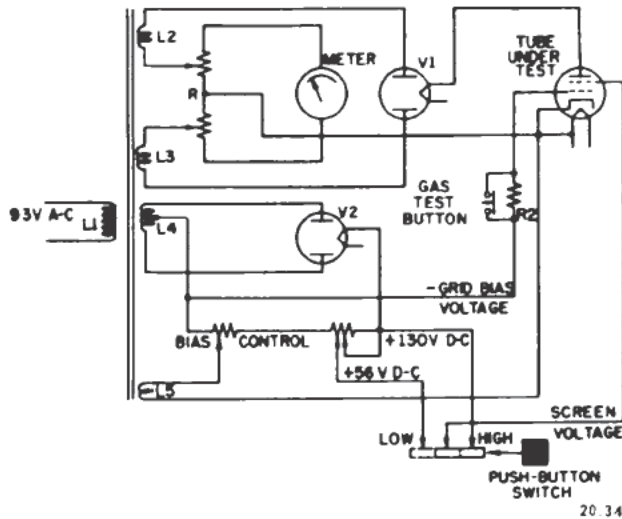 L2
METER
V1
TUBE
UNDER
TEST
R
L3
GAS
TEST
BUTTON
R2
93V A-C
L1
L4
V2
-GRID BIAS
VOLTAGE
BIAS CONTROL
+130V D-C
+56V D-C
L5
SCREEN
VOLTAGE
LOW
HIGH
PUSH-BUTTON
SWITCH
20.34